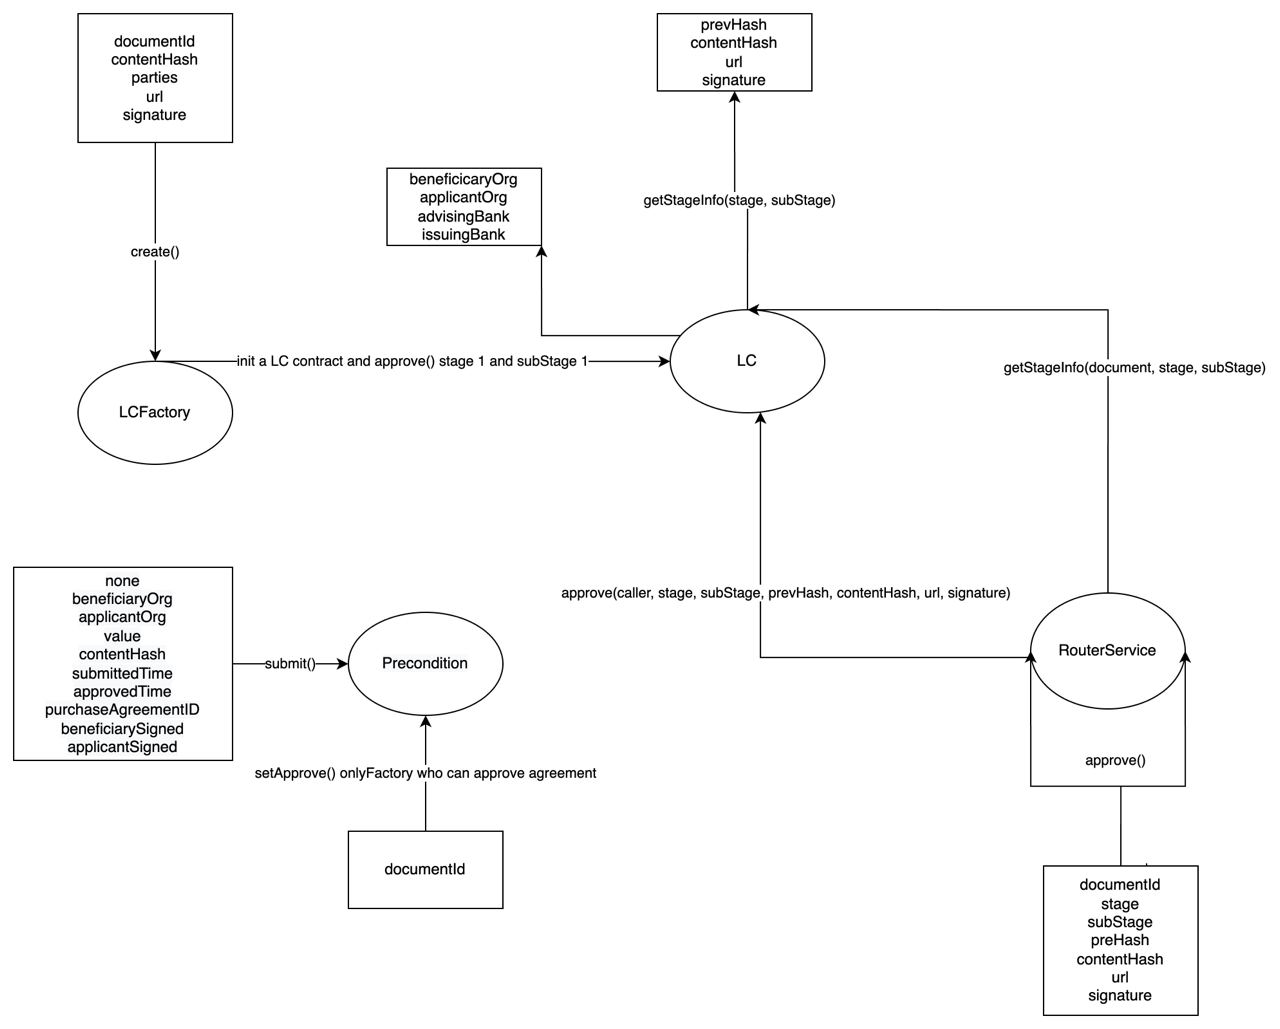 documentId
contentHash
parties
url
signature
prevHash
contentHash
url
signature
beneficicaryOrg
applicantOrg
advisingBank
issuingBank
getStageInfo(stage, subStage)
create()
init a LC contract and approve() stage 1 and subStage 1
LC
getStageInfo(document, stage, subStage)
LCFactory
approve(caller, stage, subStage, prevHash, contentHash, url, signature)
none
beneficiaryOrg
applicantOrg
value
contentHash
submittedTime
approvedTime
purchaseAgreementID
beneficiarySigned
applicantSigned
submit()
Precondition
RouterService
setApprove() onlyFactory who can approve agreement
approve()
documentId
documentId
stage
subStage
preHash
contentHash
url
signature